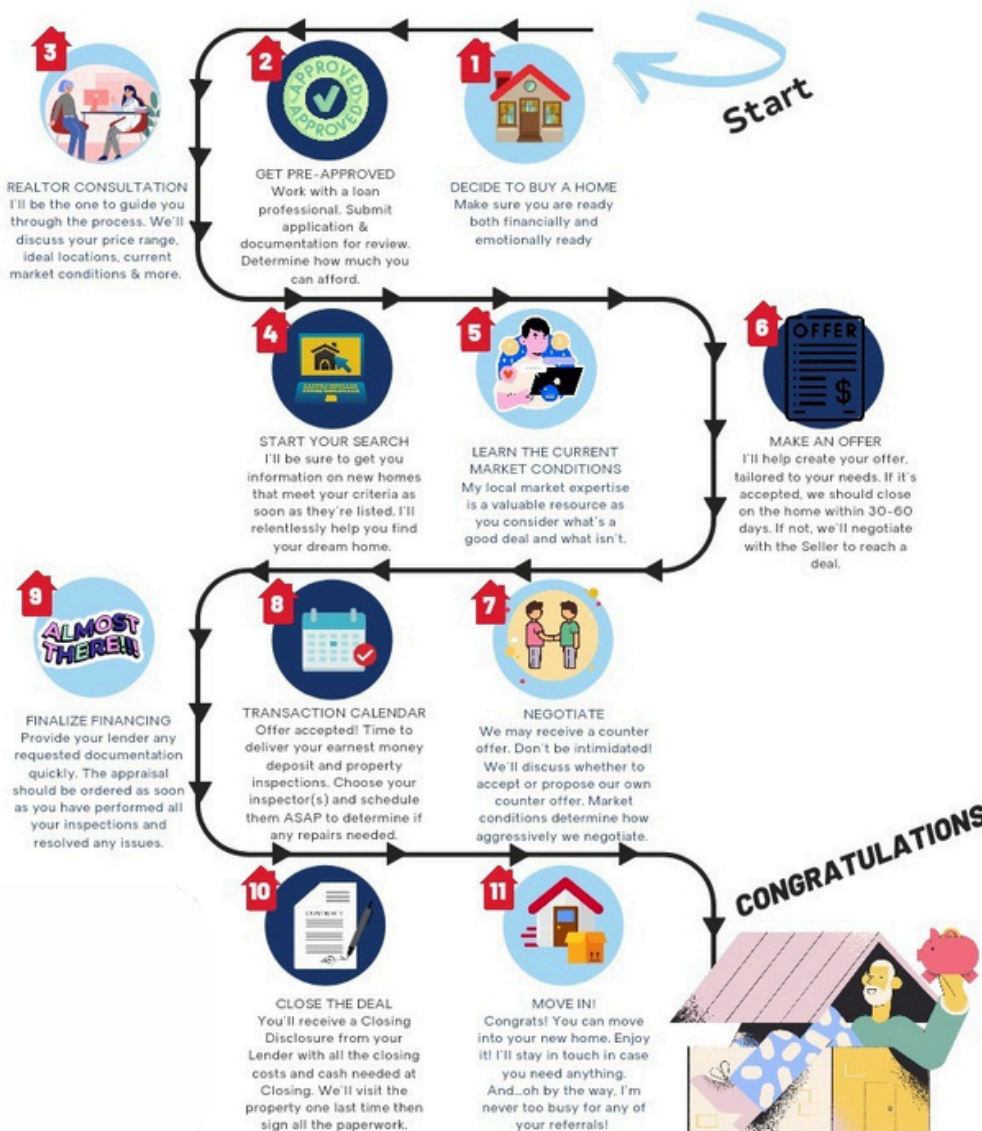 Start
1
DECIDE TO BUY A HOME
Make sure you are ready
both financially and
emotionally ready
2
APPROVED
APPROVED
GET PRE-APPROVED
Work with a loan
professional. Submit
application &
documentation for review.
Determine how much you
can afford.
3
REALTOR CONSULTATION
I'll be the one to guide you
through the process. We'll
discuss your price range,
ideal locations, current
market conditions & more.
4
START YOUR SEARCH
I'll be sure to get you
information on new homes
that meet your criteria as
soon as they're listed. I'll
relentlessly help you find
your dream home.
5
LEARN THE CURRENT
MARKET CONDITIONS
My local market expertise
is a valuable resource as
you consider what's a
good deal and what isn't.
6
OFFER
$
MAKE AN OFFER
I'll help create your offer,
tailored to your needs. If it's
accepted, we should close
on the home within 30-60
days. If not, we'll negotiate
with the Seller to reach a
deal.
7
NEGOTIATE
We may receive a counter
offer. Don't be intimidated!
We'll discuss whether to
accept or propose our own
counter offer. Market
conditions determine how
aggressively we negotiate.
8
TRANSACTION CALENDAR
Offer accepted! Time to
deliver your earnest money
deposit and property
inspections. Choose your
inspector(s) and schedule
them ASAP to determine if
any repairs needed.
9
ALMOST
THERE!!!
FINALIZE FINANCING
Provide your lender any
requested documentation
quickly. The appraisal
should be ordered as soon
as you have performed all
your inspections and
resolved any issues.
10
CONTRACT
CLOSE THE DEAL
You'll receive a Closing
Disclosure from your
Lender with all the closing
costs and cash needed at
Closing. We'll visit the
property one last time then
sign all the paperwork.
11
MOVE IN!
Congrats! You can move
into your new home. Enjoy
it! I'll stay in touch in case
you need anything.
And...oh by the way, I'm
never too busy for any of
your referrals!
CONGRATULATIONS